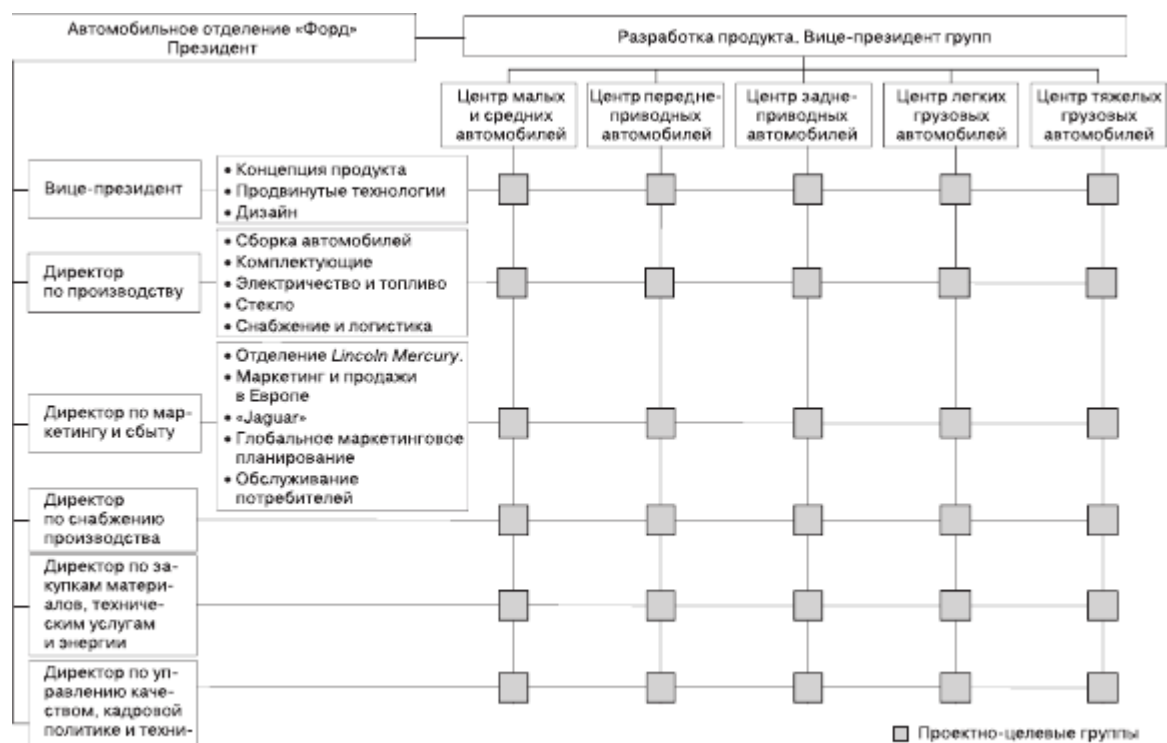 Автомобильное отделение «Форд»
Президент
Разработка продукта. Вице-президент групп
Центр малых
и средних
автомобилей
Центр передне-
приводных
автомобилей
Центр задне-
приводных
автомобилей
Центр легких
грузовых
автомобилей
Центр тяжелых
грузовых
автомобилей
Вице-президент
• Концепция продукта
• Продвинутые технологии
• Дизайн
Директор
по производству
• Сборка автомобилей
• Комплектующие
• Электричество и топливо
• Стекло
• Снабжение и логистика
Директор по мар-
кетингу и сбыту
• Отделение Lincoln Mercury.
• Маркетинг и продажи
в Европе
• «Jaguar»
• Глобальное маркетинговое
планирование
• Обслуживание
потребителей
Директор
по снабжению
производства
Директор по за-
купкам матери-
алов, техниче-
ским услугам
и энергии
Директор по уп-
равлению каче-
ством, кадровой
политике и техни-
Проектно-целевые группы